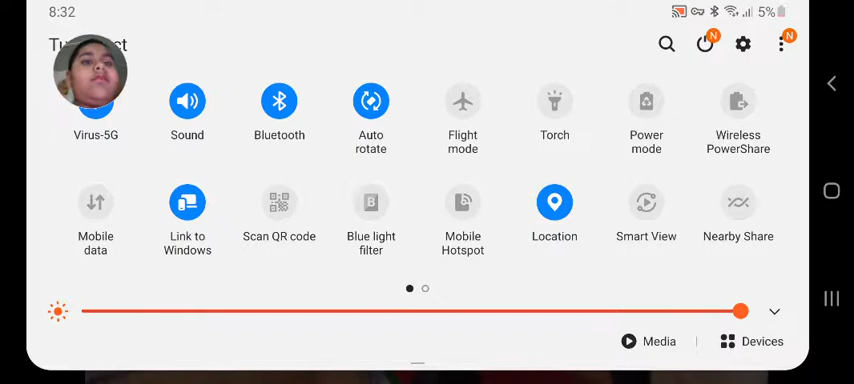 8:32
5%
N
N
Virus-5G
Sound
Bluetooth
Auto
rotate
Flight
mode
Torch
Power
mode
Wireless
PowerShare
Mobile
data
Link to
Windows
Scan QR code
B
Blue light
filter
Mobile
Hotspot
Location
Smart View
Nearby Share
Media
Devices